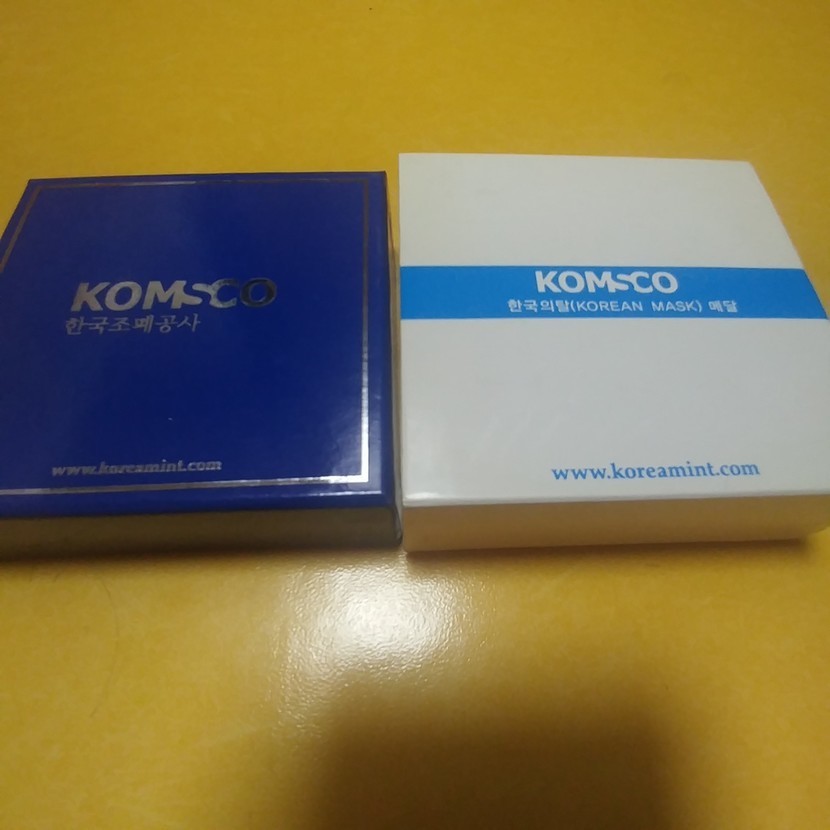 KOMSCO
한국조폐공사
www.koreamint.com
KOMSCO
한국의탈(KOREAN MASK) 메달
www.koreamint.com